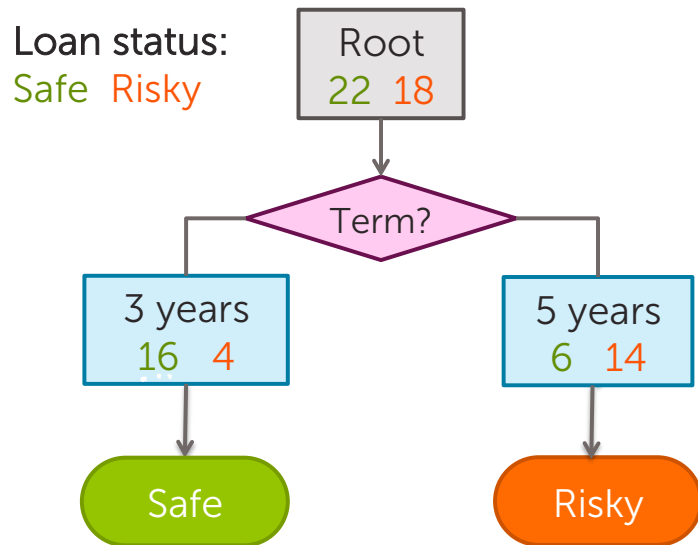 Loan status:
Safe Risky
Root
22 18
Term?
3 years
16 4
5 years
6 14
Safe
Risky